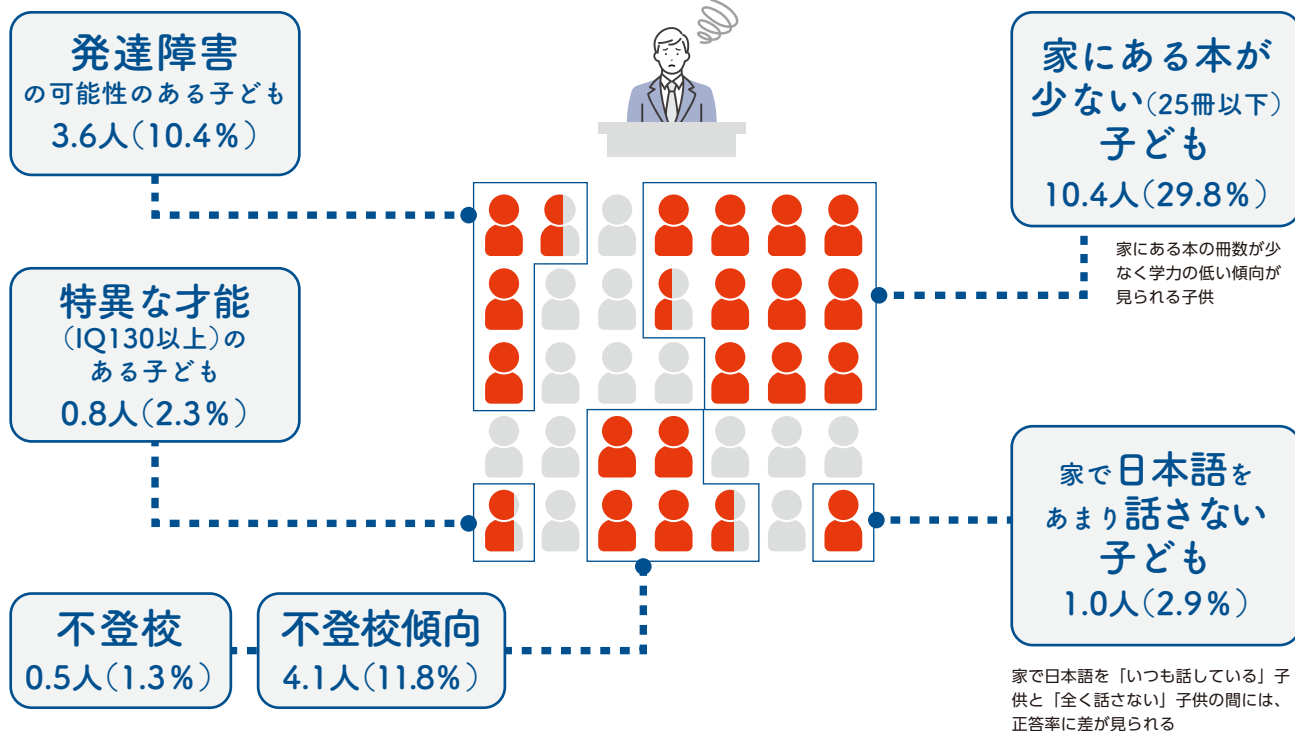 発達障害
の可能性のある子ども
3.6人(10.4%)
家にある本が
少ない(25冊以下)
子ども
10.4人(29.8%)
家にある本の冊数が少
なく学力の低い傾向が
見られる子供
特異な才能
(IQ130以上)の
ある子ども
0.8人(2.3%)
家で日本語を
あまり話さない
子ども
1.0人(2.9%)
家で日本語を「いつも話している」子
供と「全く話さない」子供の間には、
正答率に差が見られる
不登校
0.5人(1.3%)
不登校傾向
4.1人(11.8%)